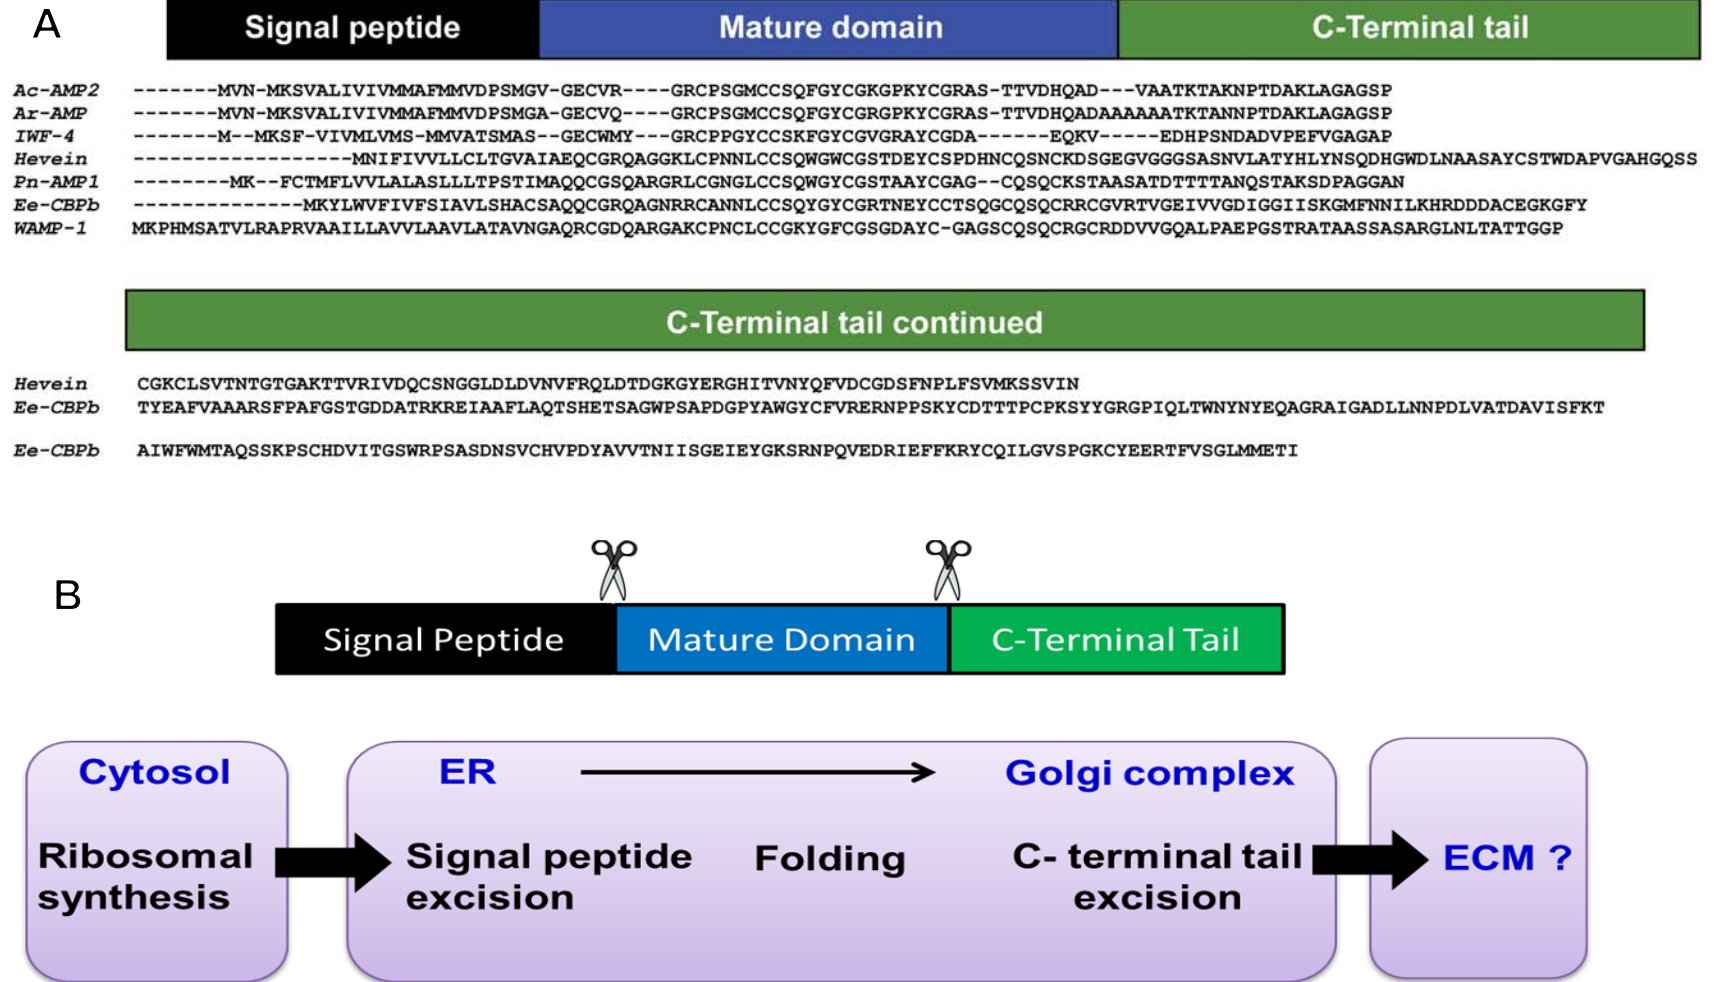 A
Signal peptide Mature domain C-Terminal tail
Ac-AMP2 -------MVN-MKSVALIVIVMMAFMMVDPSMGV-GECVR----GRCPSGMCCSQFGYCGKGPKYCGRAS-TTVDHQAD---VAATKTAKNPTDAKLAGAGSP
Ar-AMP -------MVN-MKSVALIVIVMMAFMMVDPSMGA-GECVQ----GRCPSGMCCSQFGYCGRGPKYCGRAS-TTVDHQADAAAAAATKTANNPTDAKLAGAGSP
IWF-4 -------M--MKSF-VIVMLVMS-MMVATSMAS--GECWMY---GRCPPGYCCSKFGYCGVGRAYCGDA------EQKV-----EDHPSNDADVPEFVGAGAP
Hevein ------------------MNIFIVVLLCLTGVAIAEQCGRQAGGKLCPNNLCCSQWGWCGSTDEYCSPDHNCQSNCKDSGEGVGGGSASNVLATYHLYNSQDHGWDLNAASAYCSTWDAPVGAHGQSS
Pn-AMP1 --------MK--FCTMFLVVLALASLLLTPSTIMAQQCGSQARGRLCGNGLCCSQWGYCGSTAAYCGAG--CQSQCKSTAASATDTTTTANQSTAKSDPAGGAN
Ee-CBPb --------------MKYLWVFIVFSIAVLSHACSAQQCGRQAGNRRCANNLCCSQYGYCGRTNEYCCTSQGCQSQCRRCGVRTVGEIVVGDIGGIISKGMFNNILKHRDDDACEGKGFY
WAMP-1 MKPHMSATVLRAPRVAAILLAVVLAAVLATAVNGAQRCGDQARGAKCPNCLCCGKYGFCGSGDAYC-GAGSCQSQCRGCRDDVVGQALPAEPGSTRATAASSASARGLNLTATTGGP
C-Terminal tail continued
Hevein CGKCLSVTNTGTGAKTTVRIVDQCSNGGLDLDVNVFRQLDTDGKGYERGHITVNYQFVDCGDSFNPLFSVMKSSVIN
Ee-CBPb TYEAFVAAARSFPAFGSTGDDATRKREIAAFLAQTSHETSAGWPSAPDGPYAWGYCFVRERNPPSKYCDTTTPCPKSYYGRGPIQLTWNYNYEQAGRAIGADLLNNPDLVATDAVISFKT
Ee-CBPb AIWFWMTAQSSKPSCHDVITGSWRPSASDNSVCHVPDYAVVTNIISGEIEYGKSRNPQVEDRIEFFKRYCQILGVSPGKCYEERTFVSGLMMETI
B
Signal Peptide Mature Domain C-Terminal Tail
Cytosol ER Golgi complex
Ribosomal synthesis
Signal peptide excision
Folding
C- terminal tail excision
ECM ?